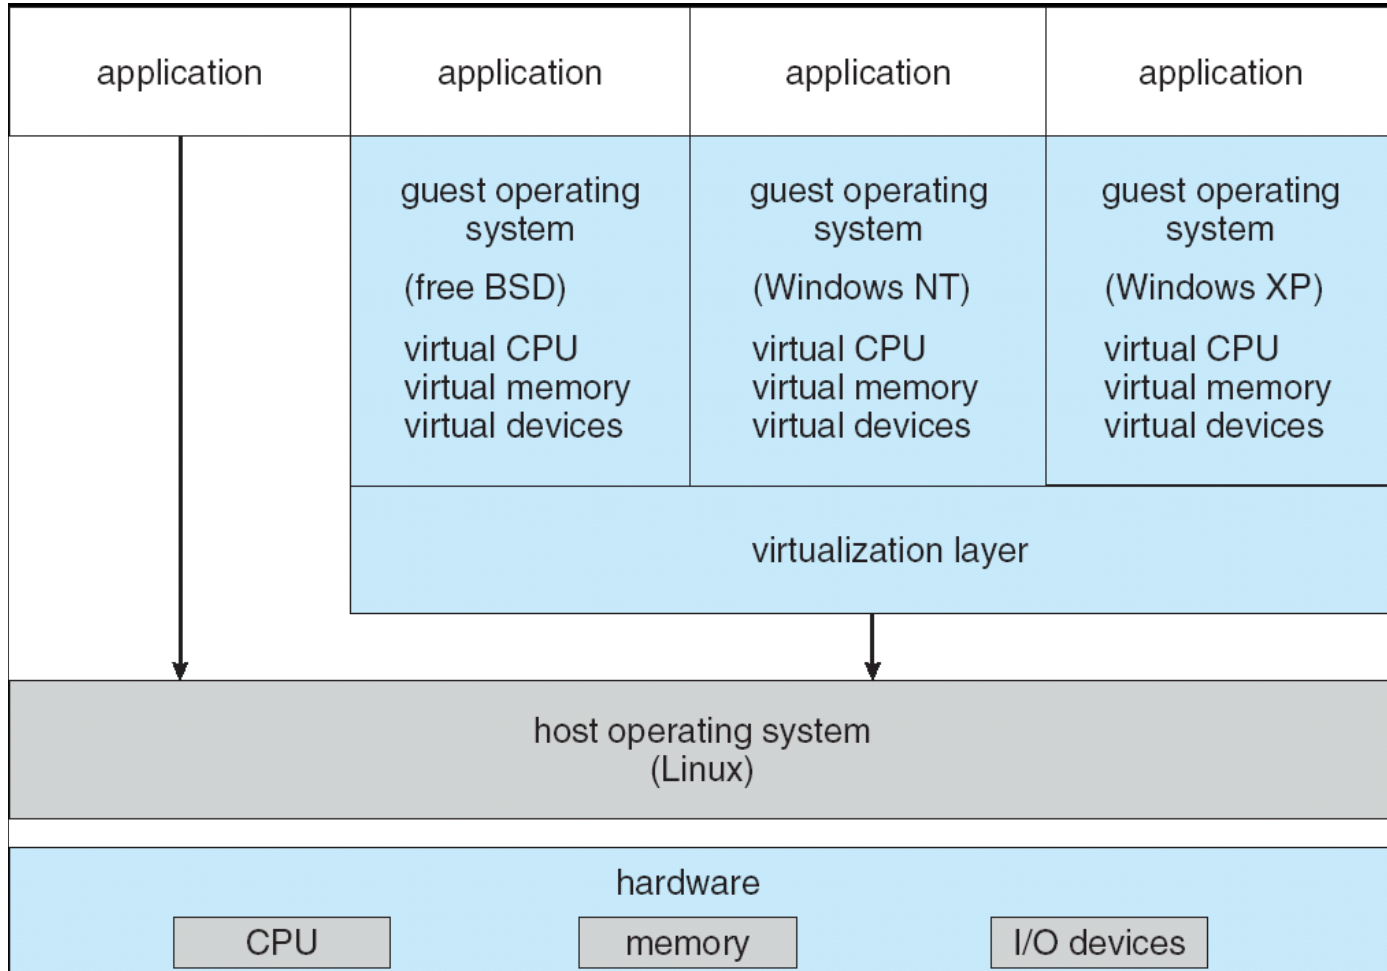 application
application
application
application
guest operating
system
(free BSD)
virtual CPU
virtual memory
virtual devices
guest operating
system
(Windows NT)
virtual CPU
virtual memory
virtual devices
guest operating
system
(Windows XP)
virtual CPU
virtual memory
virtual devices
virtualization layer
host operating system
(Linux)
hardware
CPU
memory
I/O devices